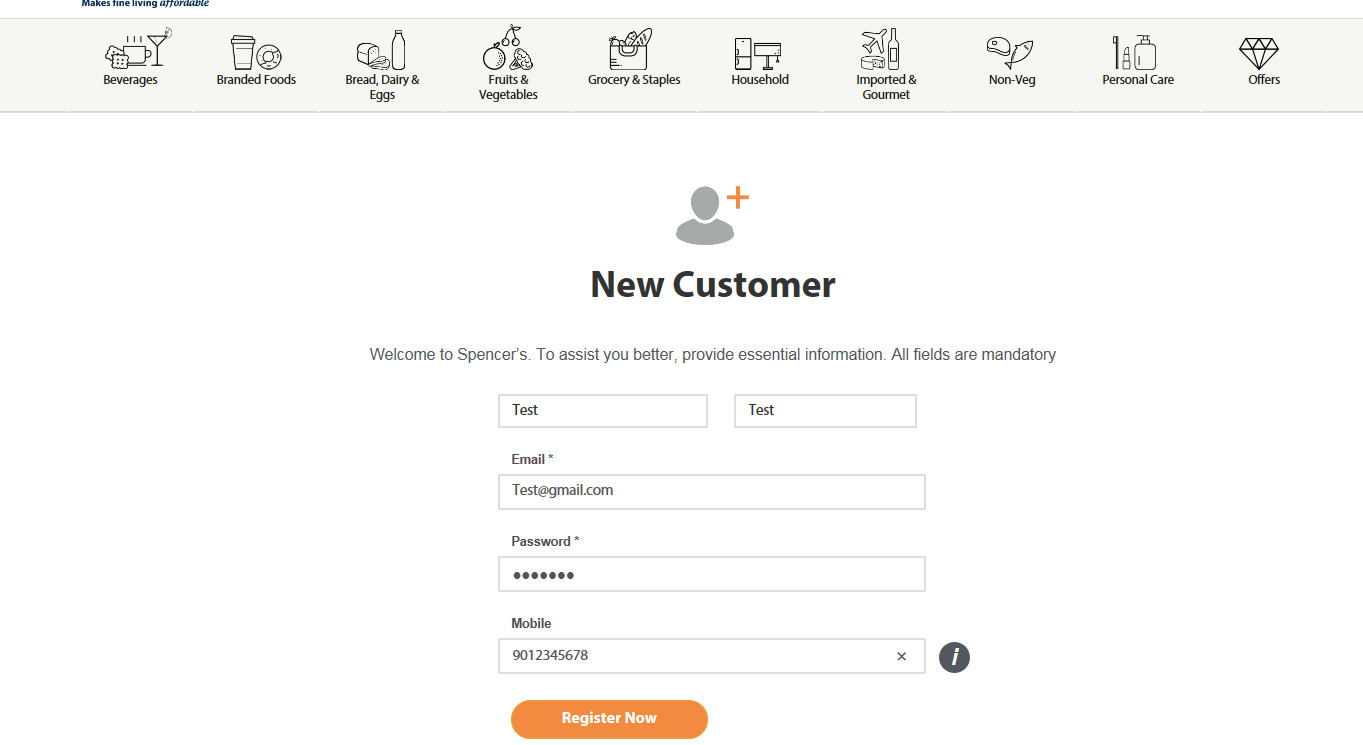 Makes fine living affordable
Beverages
Branded Foods
Bread, Dairy &
Eggs
Fruits &
Vegetables
Grocery & Staples
Household
Imported &
Gourmet
Non-Veg
Personal Care
Offers
New Customer
Welcome to Spencer's. To assist you better, provide essential information. All fields are mandatory
Test Test
Email *
Test@gmail.com
Password *
•••••••
Mobile
9012345678 ×
i
Register Now